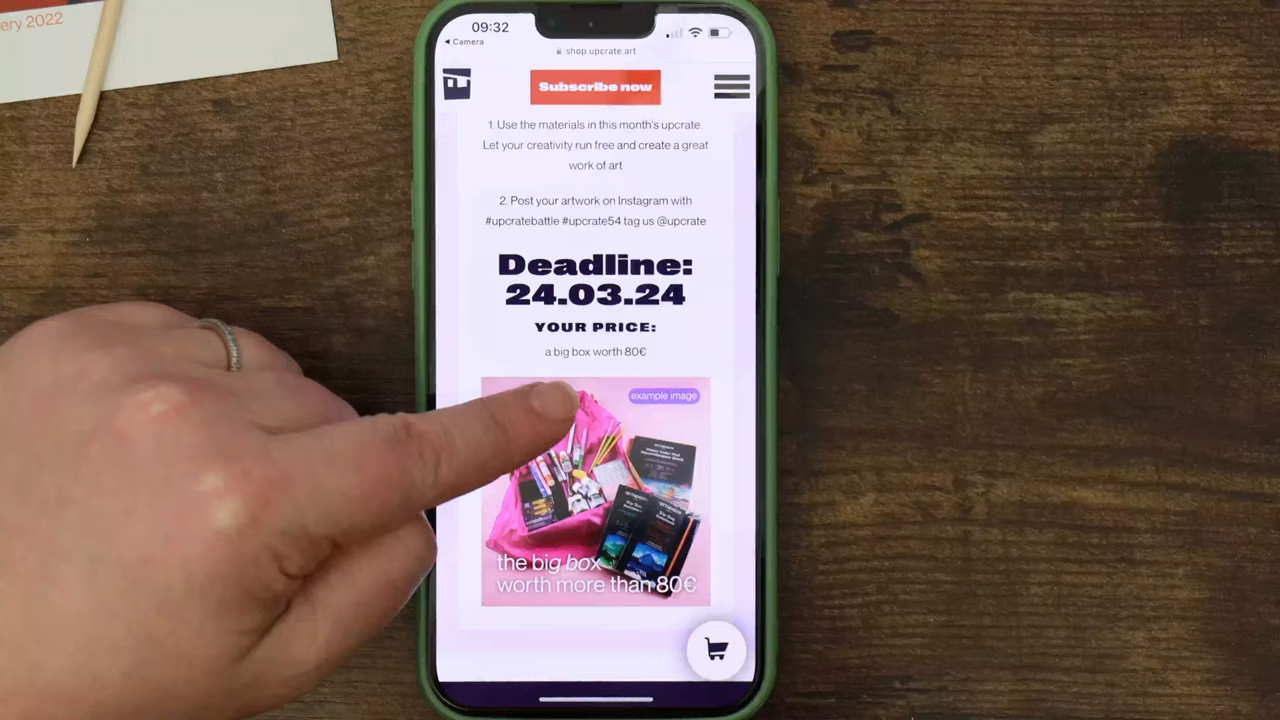 ery 2022
09:32
Camera
shop.upcrate.art
Subscribe now
1. Use the materials in this month's upcrate.
Let your creativity run free and create a great
work of art
2. Post your artwork on Instagram with
#upcratebattle #upcrate54 tag us @upcrate
Deadline:
24.03.24
YOUR PRICE:
a big box worth 80€
example image
the big box
worth more than 80€